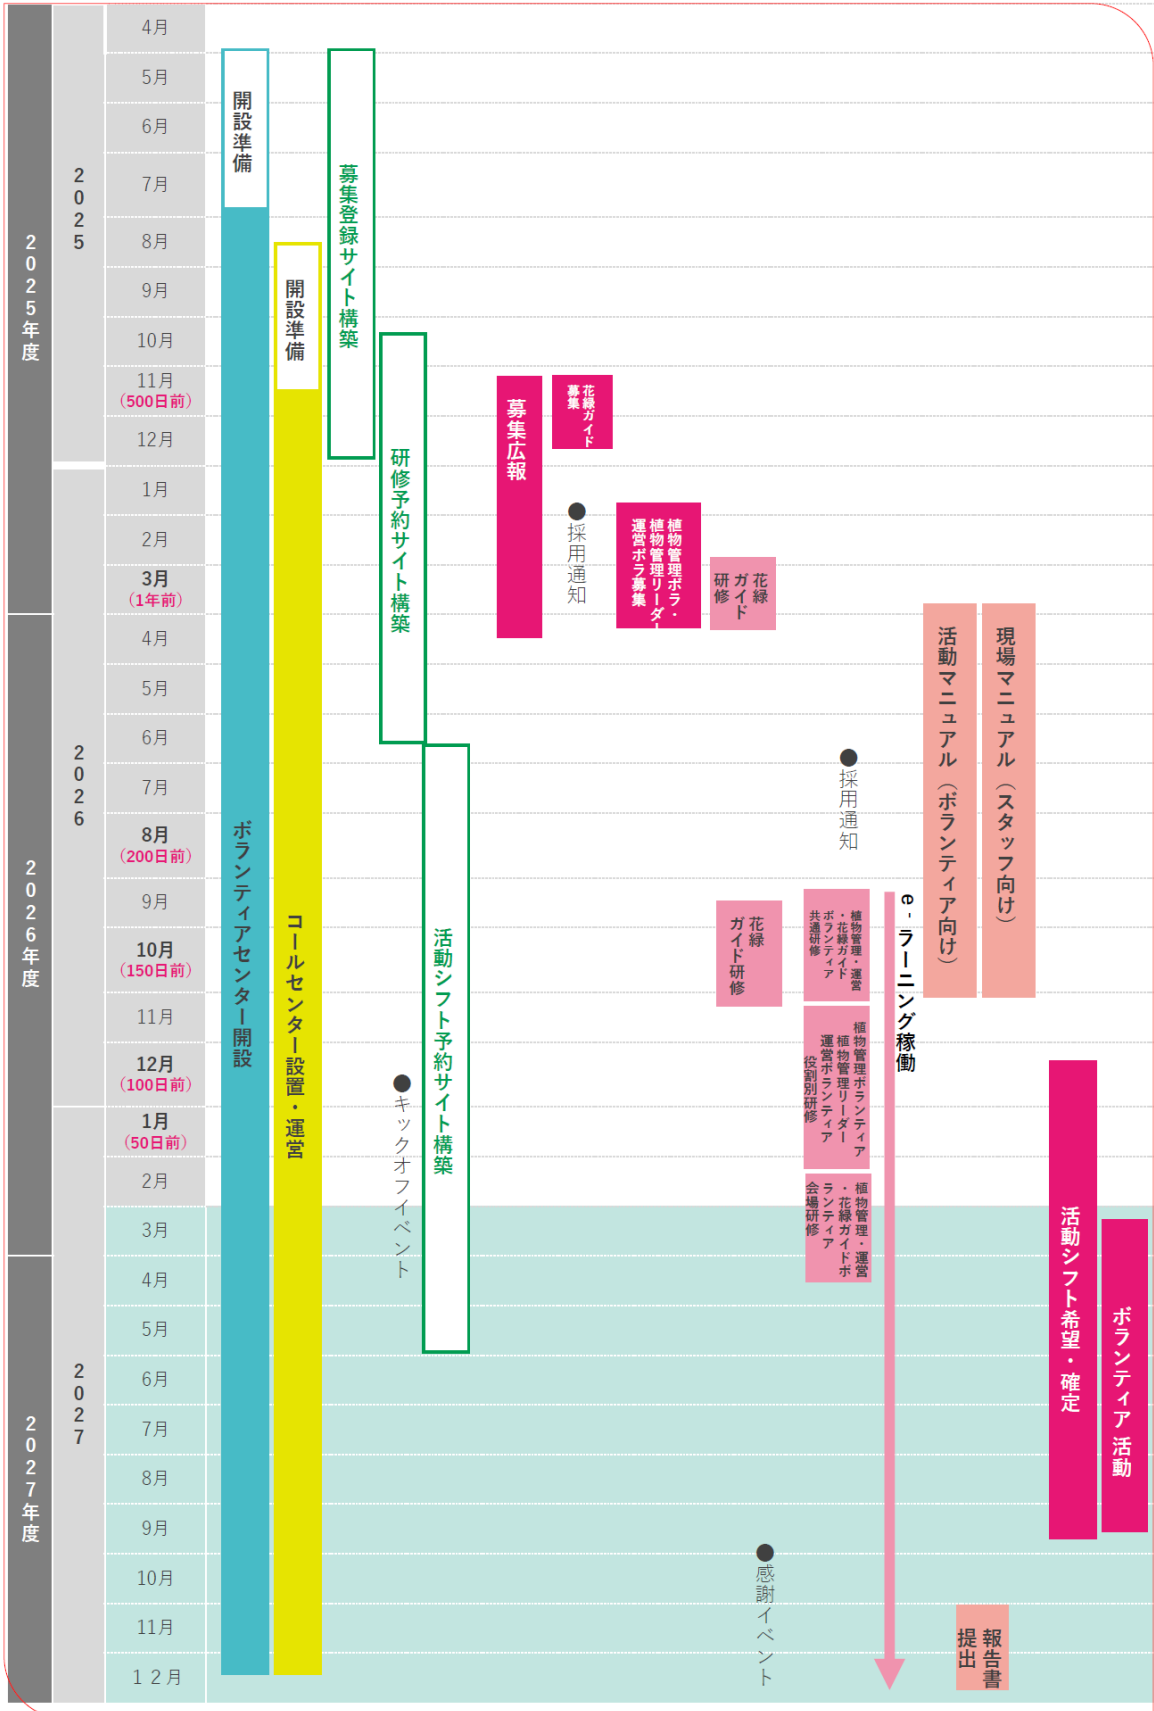 2025年度
2026年度
2027年度
2025
2026
2027
4月
5月
6月
7月
8月
9月
10月
11月
（500日前）
12月
1月
2月
3月
（1年前）
4月
5月
6月
7月
8月
（200日前）
9月
10月
（150日前）
11月
12月
（100日前）
1月
（50日前）
2月
3月
4月
5月
6月
7月
8月
9月
10月
11月
１２月
開設準備
ボランティアセンター開設
開設準備
コールセンター設置・運営
募集登録サイト構築
研修予約サイト構築
●キックオフイベント
活動シフト予約サイト構築
募集広報
花緑ガイド
募集
●採用通知
植物管理ボラ・
植物管理リーダー
運営ボラ募集
花緑
ガイド
研修
花緑
ガイド研修
●感謝イベント
●採用通知
植物管理・運営
・花緑ガイド
ボランティア
共通研修
植物管理ボランティア
植物管理リーダー
運営ボランティア
役割別研修
植物管理・運営
・花緑ガイドボ
ランティア
会場研修
e-ラーニング稼働
活動マニュアル（ボランティア向け）
現場マニュアル（スタッフ向け）
報告書
提出
活動シフト希望・確定
ボランティア活動